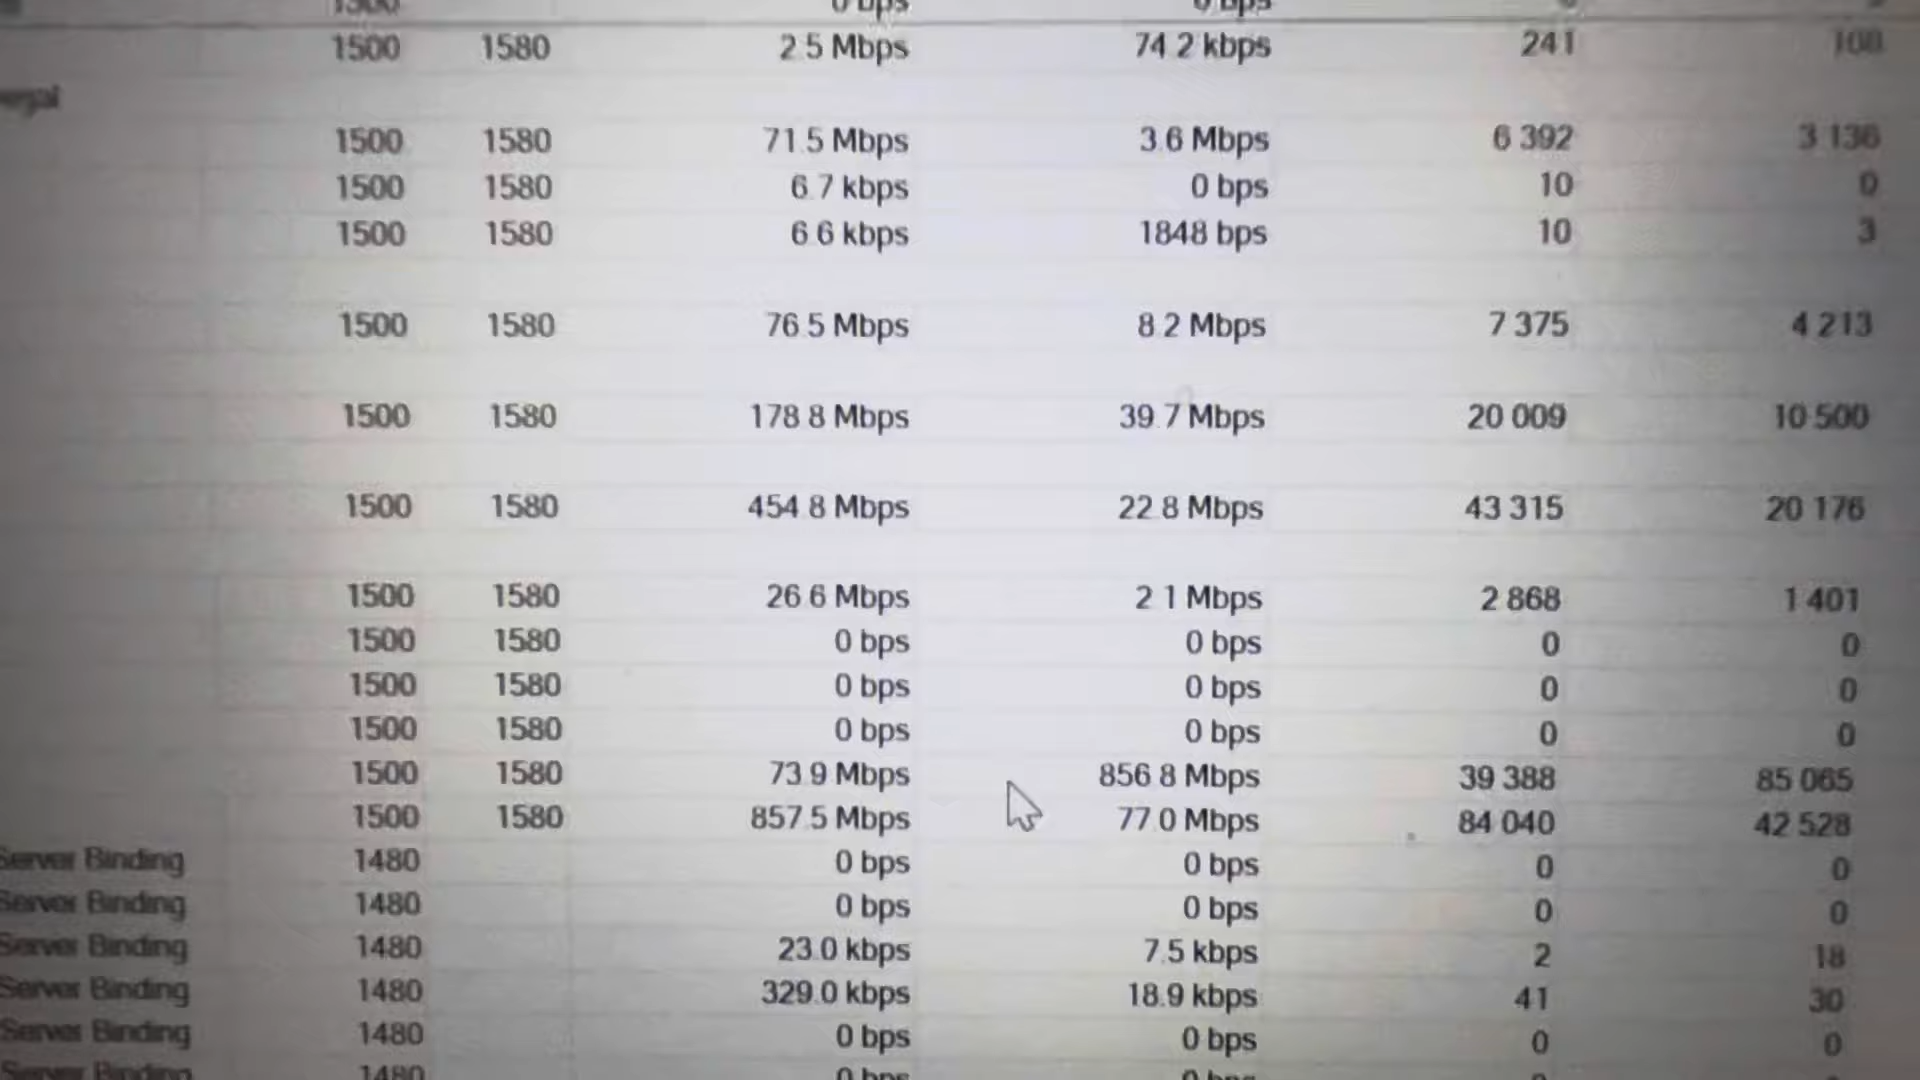 1500 0 bps 0 bps
1500 1580 2.5 Mbps 74.2 kbps 241 108
1500 1580 71.5 Mbps 3.6 Mbps 6 392 3 136
1500 1580 6.7 kbps 0 bps 10 0
1500 1580 6.6 kbps 1848 bps 10 3
1500 1580 76.5 Mbps 8.2 Mbps 7 375 4 213
1500 1580 178.8 Mbps 39.7 Mbps 20 009 10 500
1500 1580 454.8 Mbps 22.8 Mbps 43 315 20 176
1500 1580 26.6 Mbps 2.1 Mbps 2 868 1 401
1500 1580 0 bps 0 bps 0 0
1500 1580 0 bps 0 bps 0 0
1500 1580 0 bps 0 bps 0 0
1500 1580 73.9 Mbps 856.8 Mbps 39 388 85 065
1500 1580 857.5 Mbps 77.0 Mbps 84 040 42 528
Server Binding 1480 0 bps 0 bps 0 0
Server Binding 1480 0 bps 0 bps 0 0
Server Binding 1480 23.0 kbps 7.5 kbps 2 18
Server Binding 1480 329.0 kbps 18.9 kbps 41 30
Server Binding 1480 0 bps 0 bps 0 0
Server Binding 1480 0 bps 0 bps